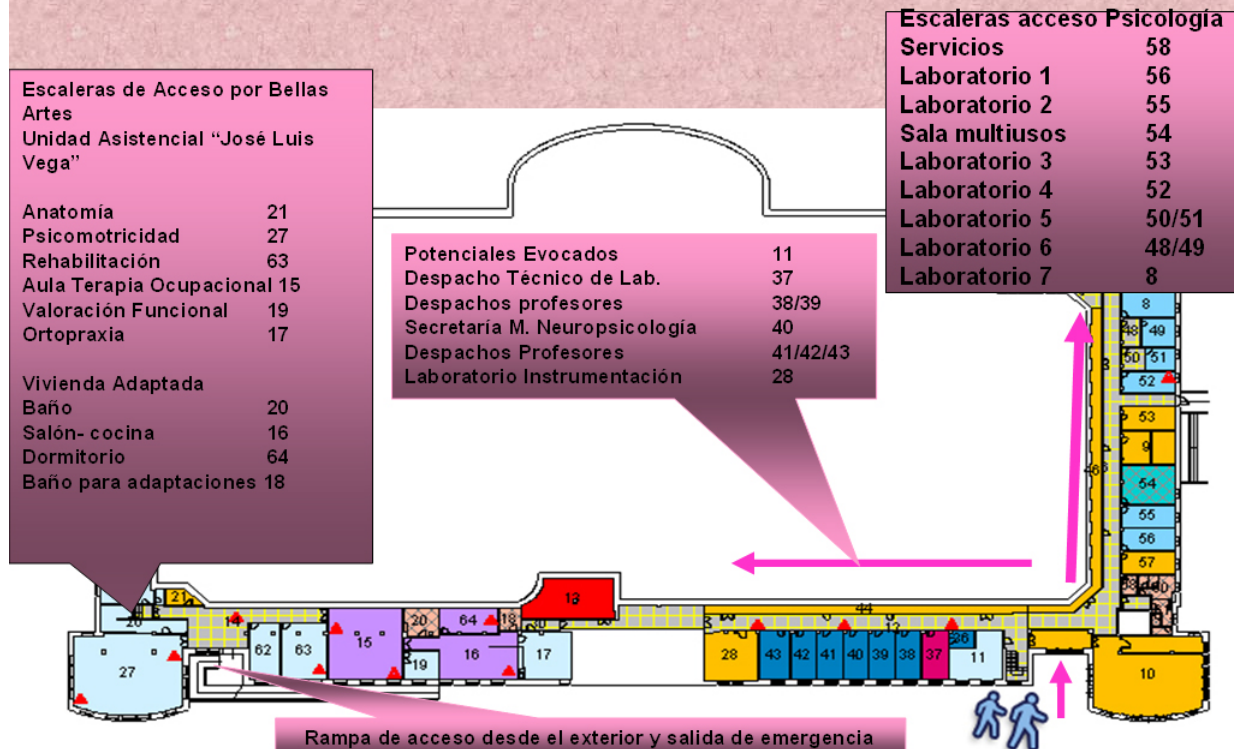 Escaleras de Acceso por Bellas
Artes
Unidad Asistencial “José Luis
Vega”
Anatomía 21
Psicomotricidad 27
Rehabilitación 63
Aula Terapia Ocupacional 15
Valoración Funcional 19
Ortopraxia 17
Vivienda Adaptada
Baño 20
Salón- cocina 16
Dormitorio 64
Baño para adaptaciones 18
Potenciales Evocados 11
Despacho Técnico de Lab. 37
Despachos profesores 38/39
Secretaría M. Neuropsicología 40
Despachos Profesores 41/42/43
Laboratorio Instrumentación 28
Escaleras acceso Psicología
Servicios 58
Laboratorio 1 56
Laboratorio 2 55
Sala multiusos 54
Laboratorio 3 53
Laboratorio 4 52
Laboratorio 5 50/51
Laboratorio 6 48/49
Laboratorio 7 8
8
48 49
50 51
52
53
9
54
55
56
57
21
13
44
14
15
20
64
18
62 63
19
16
17
27
28
43 42 41 40 39 38 37
36
11
10
Rampa de acceso desde el exterior y salida de emergencia